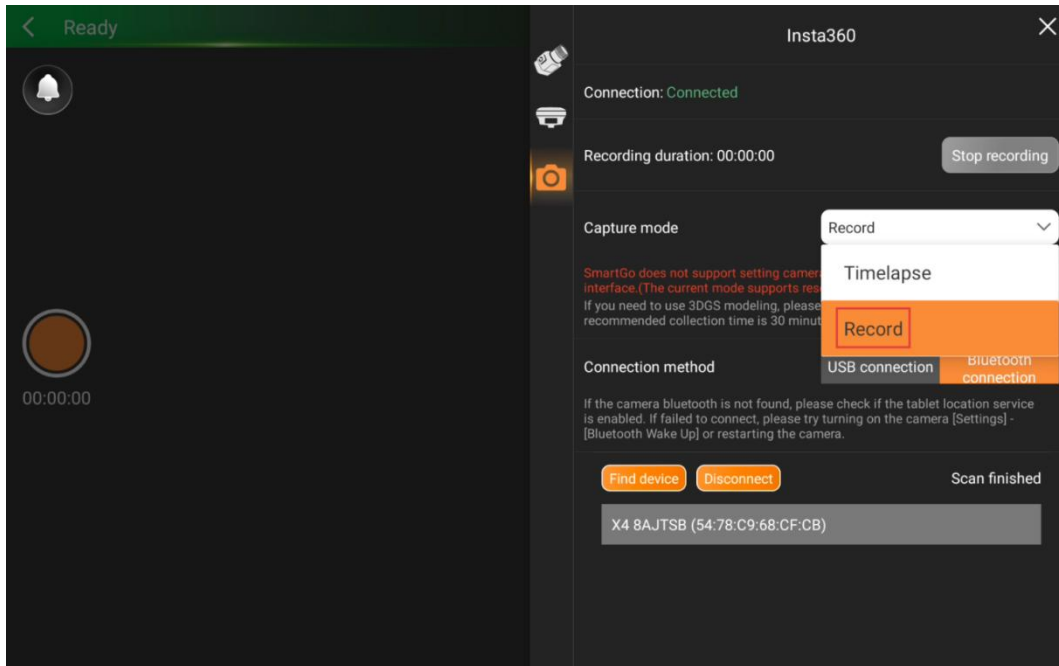 Ready
00:00:00
Insta360
Connection: Connected
Recording duration: 00:00:00
Stop recording
Capture mode
Record
Timelapse
Record
SmartGo does not support setting
interface.(The current mode supports
If you need to use 3DGS modeling, please
recommended collection time is 30
Connection method
USB connection
Bluetooth
connection
If the camera bluetooth is not found, please check if the tablet location service
is enabled. If failed to connect, please try turning on the camera [Settings] -
[Bluetooth Wake Up] or restarting the camera.
Find device
Disconnect
Scan finished
X4 8AJTSB (54:78:C9:68:CF:CB)